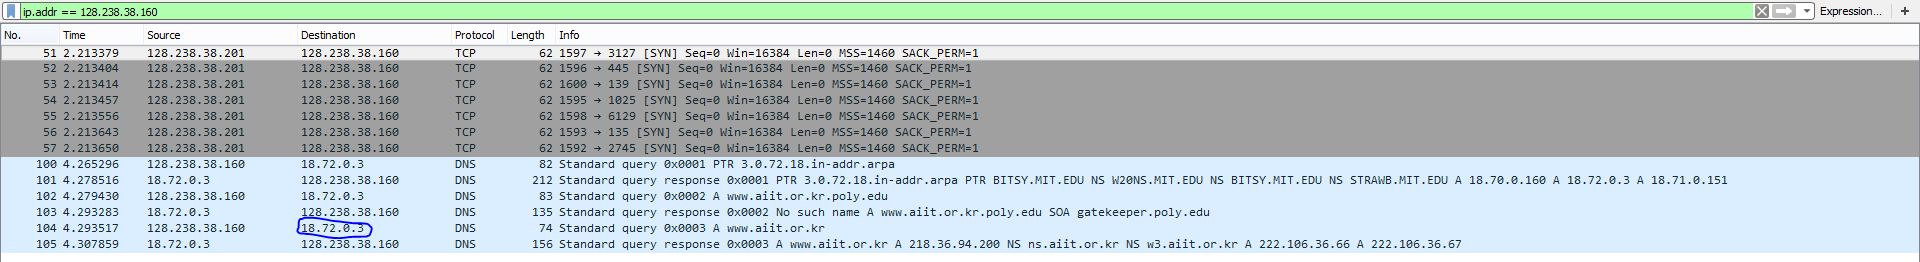 ip.addr == 128.238.38.160 Expression... +
No. Time Source Destination Protocol Length Info
51 2.213379 128.238.38.201 128.238.38.160 TCP 62 1597 → 3127 [SYN] Seq=0 Win=16384 Len=0 MSS=1460 SACK_PERM=1
52 2.213404 128.238.38.201 128.238.38.160 TCP 62 1596 → 445 [SYN] Seq=0 Win=16384 Len=0 MSS=1460 SACK_PERM=1
53 2.213414 128.238.38.201 128.238.38.160 TCP 62 1600 → 139 [SYN] Seq=0 Win=16384 Len=0 MSS=1460 SACK_PERM=1
54 2.213457 128.238.38.201 128.238.38.160 TCP 62 1595 → 1025 [SYN] Seq=0 Win=16384 Len=0 MSS=1460 SACK_PERM=1
55 2.213556 128.238.38.201 128.238.38.160 TCP 62 1598 → 6129 [SYN] Seq=0 Win=16384 Len=0 MSS=1460 SACK_PERM=1
56 2.213643 128.238.38.201 128.238.38.160 TCP 62 1593 → 135 [SYN] Seq=0 Win=16384 Len=0 MSS=1460 SACK_PERM=1
57 2.213650 128.238.38.201 128.238.38.160 TCP 62 1592 → 2745 [SYN] Seq=0 Win=16384 Len=0 MSS=1460 SACK_PERM=1
100 4.265296 128.238.38.160 18.72.0.3 DNS 82 Standard query 0x0001 PTR 3.0.72.18.in-addr.arpa
101 4.278516 18.72.0.3 128.238.38.160 DNS 212 Standard query response 0x0001 PTR 3.0.72.18.in-addr.arpa PTR BITSY.MIT.EDU NS W20NS.MIT.EDU NS BITSY.MIT.EDU NS STRAWB.MIT.EDU A 18.70.0.160 A 18.72.0.3 A 18.71.0.151
102 4.279430 128.238.38.160 18.72.0.3 DNS 83 Standard query 0x0002 A www.aiit.or.kr.poly.edu
103 4.293283 18.72.0.3 128.238.38.160 DNS 135 Standard query response 0x0002 No such name A www.aiit.or.kr.poly.edu SOA gatekeeper.poly.edu
104 4.293517 128.238.38.160 18.72.0.3 DNS 74 Standard query 0x0003 A www.aiit.or.kr
105 4.307859 18.72.0.3 128.238.38.160 DNS 156 Standard query response 0x0003 A www.aiit.or.kr A 218.36.94.200 NS ns.aiit.or.kr NS w3.aiit.or.kr A 222.106.36.66 A 222.106.36.67